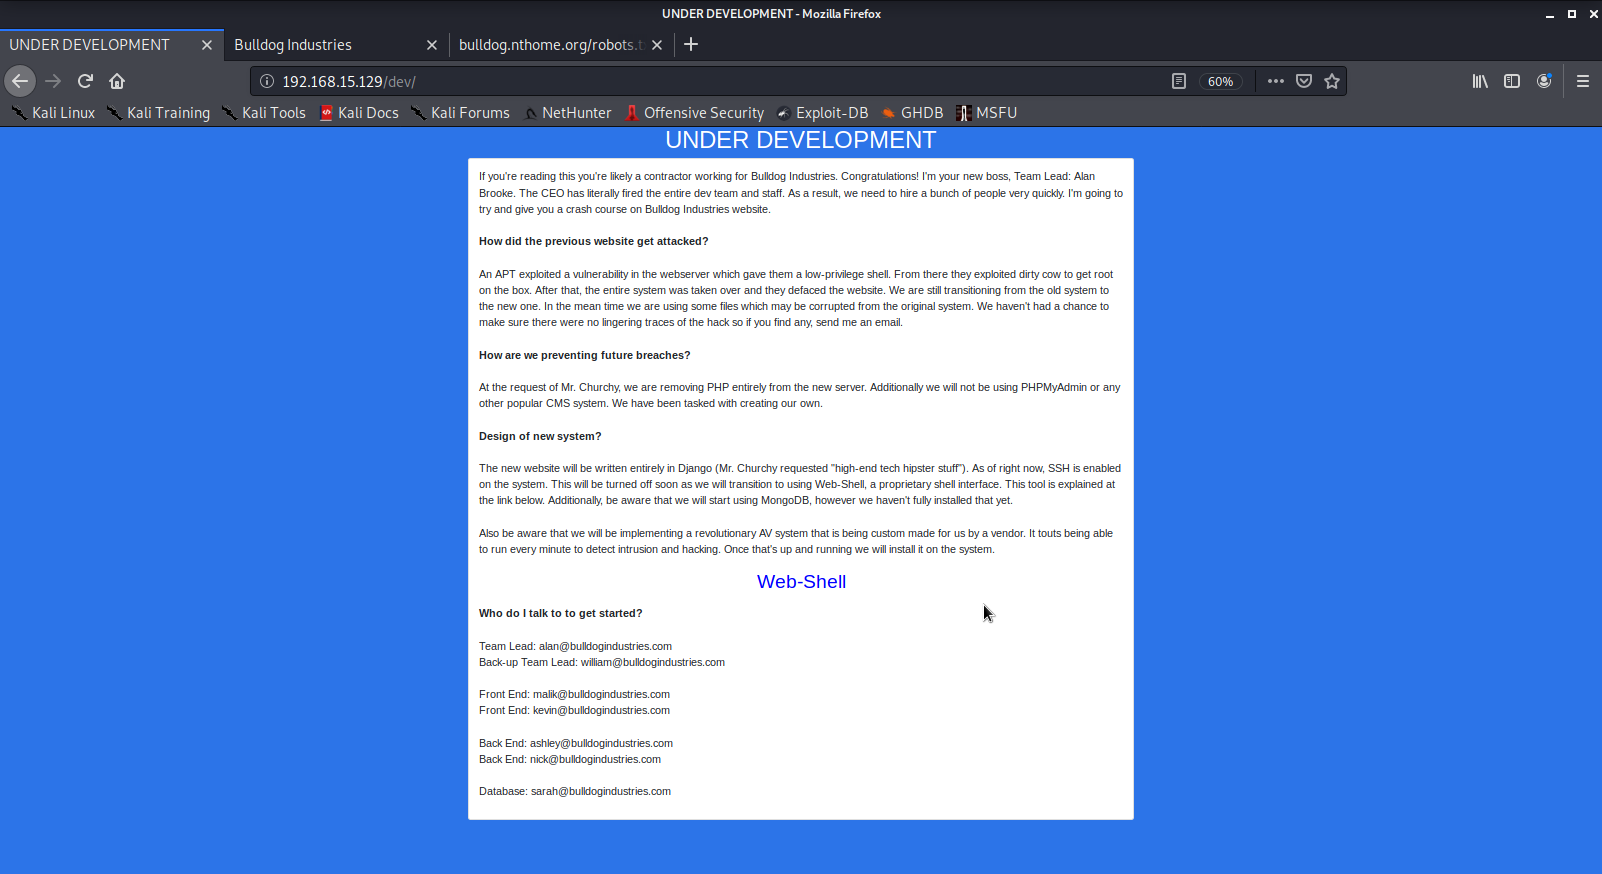 UNDER DEVELOPMENT - Mozilla Firefox
UNDER DEVELOPMENT
Bulldog Industries
bulldog.nthome.org/robots.t
192.168.15.129/dev/
60%
Kali Linux
Kali Training
Kali Tools
Kali Docs
Kali Forums
NetHunter
Offensive Security
Exploit-DB
GHDB
MSFU
UNDER DEVELOPMENT
If you're reading this you're likely a contractor working for Bulldog Industries. Congratulations! I'm your new boss, Team Lead: Alan
Brooke. The CEO has literally fired the entire dev team and staff. As a result, we need to hire a bunch of people very quickly. I'm going to
try and give you a crash course on Bulldog Industries website.
How did the previous website get attacked?
An APT exploited a vulnerability in the webserver which gave them a low-privilege shell. From there they exploited dirty cow to get root
on the box. After that, the entire system was taken over and they defaced the website. We are still transitioning from the old system to
the new one. In the mean time we are using some files which may be corrupted from the original system. We haven't had a chance to
make sure there were no lingering traces of the hack so if you find any, send me an email.
How are we preventing future breaches?
At the request of Mr. Churchy, we are removing PHP entirely from the new server. Additionally we will not be using PHPMyAdmin or any
other popular CMS system. We have been tasked with creating our own.
Design of new system?
The new website will be written entirely in Django (Mr. Churchy requested "high-end tech hipster stuff"). As of right now, SSH is enabled
on the system. This will be turned off soon as we will transition to using Web-Shell, a proprietary shell interface. This tool is explained at
the link below. Additionally, be aware that we will start using MongoDB, however we haven't fully installed that yet.
Also be aware that we will be implementing a revolutionary AV system that is being custom made for us by a vendor. It touts being able
to run every minute to detect intrusion and hacking. Once that's up and running we will install it on the system.
Web-Shell
Who do I talk to to get started?
Team Lead: alan@bulldogindustries.com
Back-up Team Lead: william@bulldogindustries.com
Front End: malik@bulldogindustries.com
Front End: kevin@bulldogindustries.com
Back End: ashley@bulldogindustries.com
Back End: nick@bulldogindustries.com
Database: sarah@bulldogindustries.com